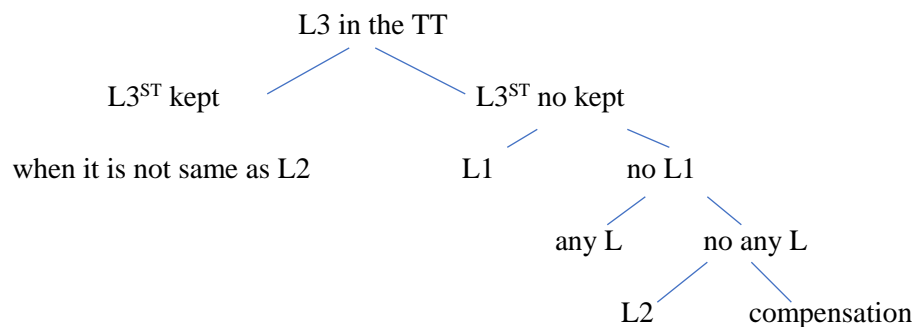 L3 in the TT
L3ˢᵀ kept L3ˢᵀ no kept
when it is not same as L2 L1 no L1
any L no any L
L2 compensation